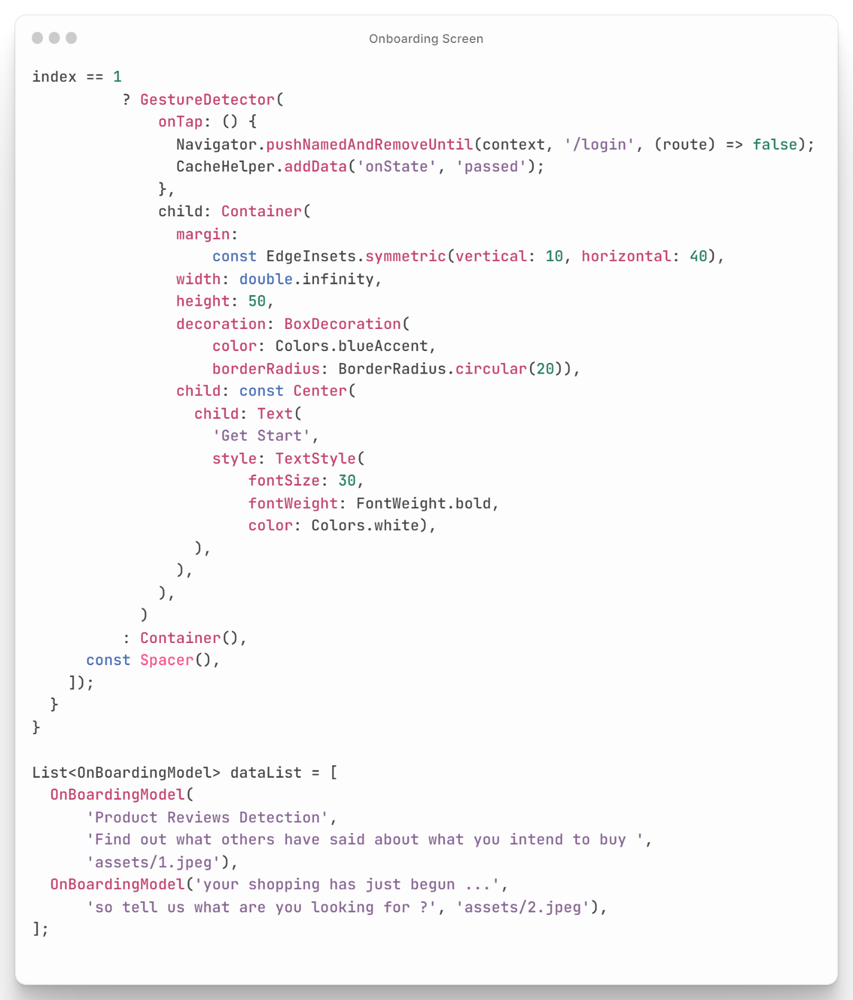 Onboarding Screen
index == 1
          ? GestureDetector(
              onTap: () {
                Navigator.pushNamedAndRemoveUntil(context, '/login', (route) => false);
                CacheHelper.addData('onState', 'passed');
              },
              child: Container(
                margin:
                    const EdgeInsets.symmetric(vertical: 10, horizontal: 40),
                width: double.infinity,
                height: 50,
                decoration: BoxDecoration(
                    color: Colors.blueAccent,
                    borderRadius: BorderRadius.circular(20)),
                child: const Center(
                  child: Text(
                    'Get Start',
                    style: TextStyle(
                        fontSize: 30,
                        fontWeight: FontWeight.bold,
                        color: Colors.white),
                  ),
                ),
              ),
            )
          : Container(),
      const Spacer(),
    ]);
  }
}

List<OnBoardingModel> dataList = [
  OnBoardingModel(
      'Product Reviews Detection',
      'Find out what others have said about what you intend to buy ',
      'assets/1.jpeg'),
  OnBoardingModel('your shopping has just begun ...',
      'so tell us what are you looking for ?', 'assets/2.jpeg'),
];